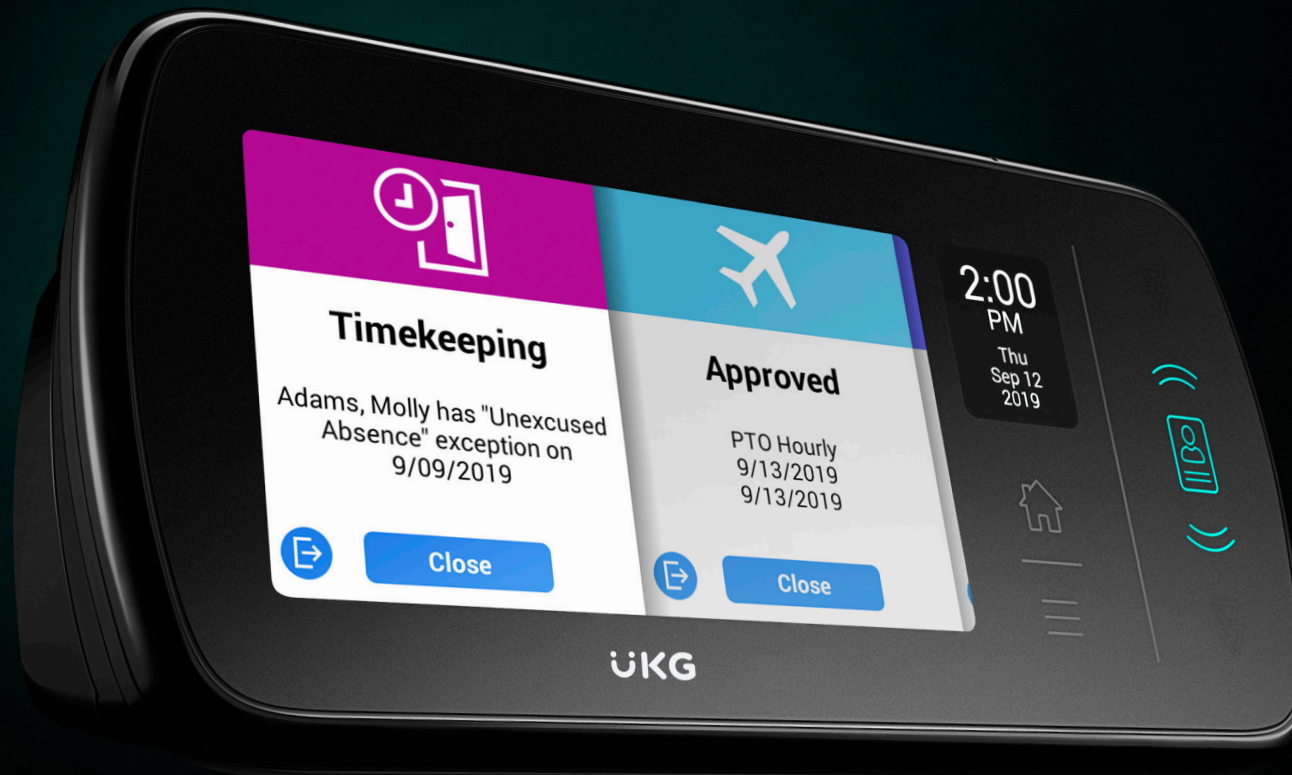 Timekeeping
Adams, Molly has "Unexcused
Absence" exception on
9/09/2019
Close
Approved
PTO Hourly
9/13/2019
9/13/2019
Close
2:00
PM
Thu
Sep 12
2019
UKG